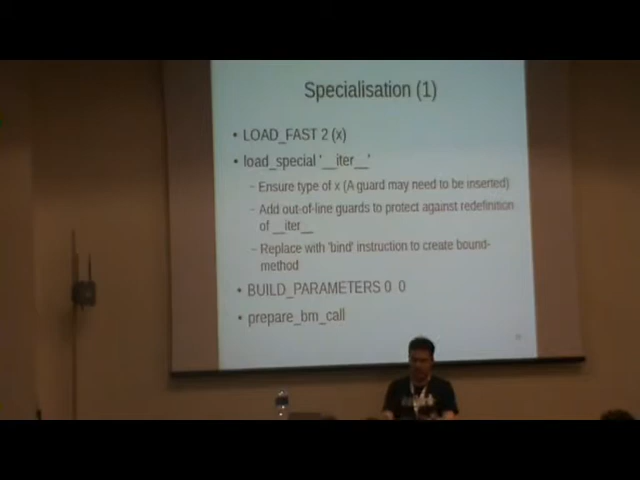 Specialisation (1)
• LOAD_FAST 2 (x)
• load_special '__iter__'
– Ensure type of x (A guard may need to be inserted)
– Add out-of-line guards to protect against redefinition
of __iter__
– Replace with 'bind' instruction to create bound-
method
• BUILD_PARAMETERS 0 0
• prepare_bm_call